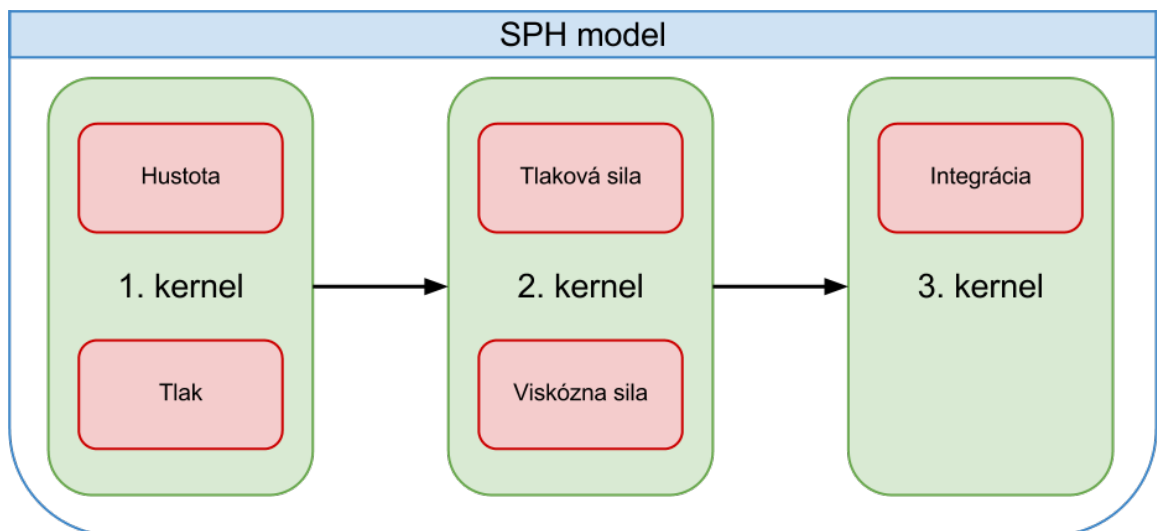 SPH model
Hustota
1. kernel
Tlak
Tlaková sila
2. kernel
Viskózna sila
Integrácia
3. kernel